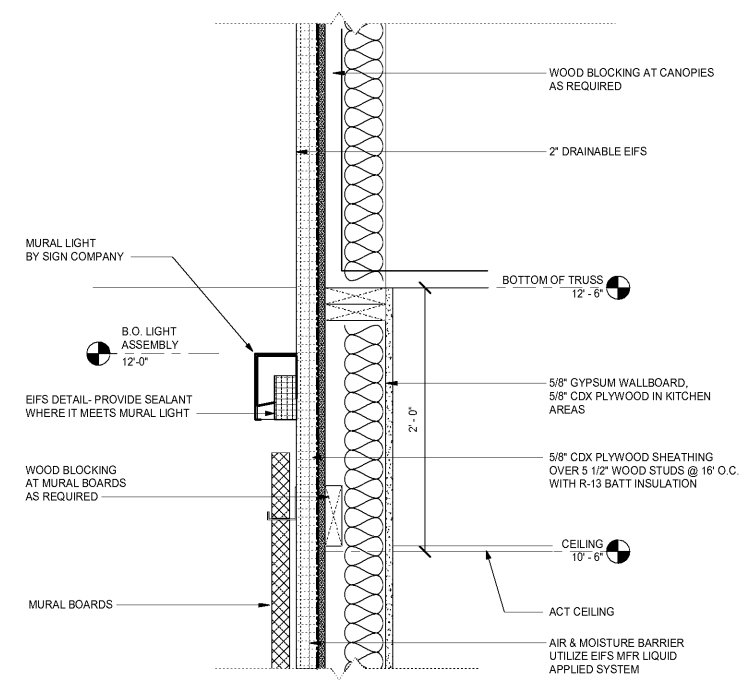 WOOD BLOCKING AT CANOPIES
AS REQUIRED
2" DRAINABLE EIFS
MURAL LIGHT
BY SIGN COMPANY
BOTTOM OF TRUSS
12' - 6"
B.O. LIGHT
ASSEMBLY
12'-0"
5/8" GYPSUM WALLBOARD,
5/8" CDX PLYWOOD IN KITCHEN
AREAS
EIFS DETAIL- PROVIDE SEALANT
WHERE IT MEETS MURAL LIGHT
2' - 0"
5/8" CDX PLYWOOD SHEATHING
OVER 5 1/2" WOOD STUDS @ 16' O.C.
WITH R-13 BATT INSULATION
WOOD BLOCKING
AT MURAL BOARDS
AS REQUIRED
CEILING
10' - 6"
MURAL BOARDS
ACT CEILING
AIR & MOISTURE BARRIER
UTILIZE EIFS MFR LIQUID
APPLIED SYSTEM